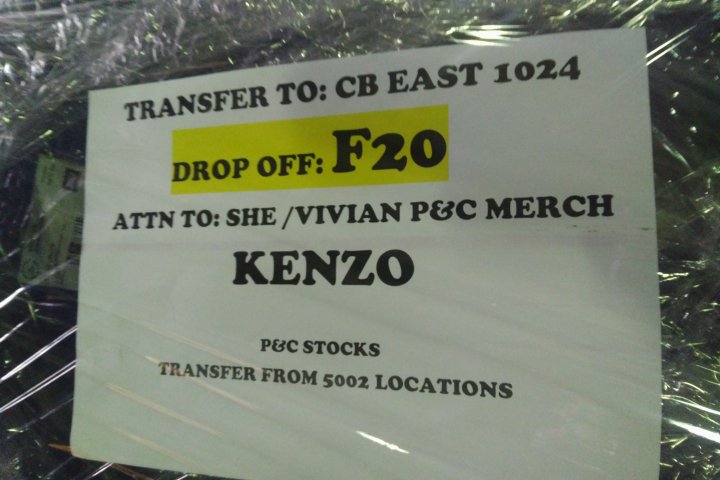 TRANSFER TO: CB EAST 1024
DROP OFF: F20
ATTN TO: SHE /VIVIAN P&C MERCH
KENZO
P&C STOCKS
TRANSFER FROM 5002 LOCATIONS